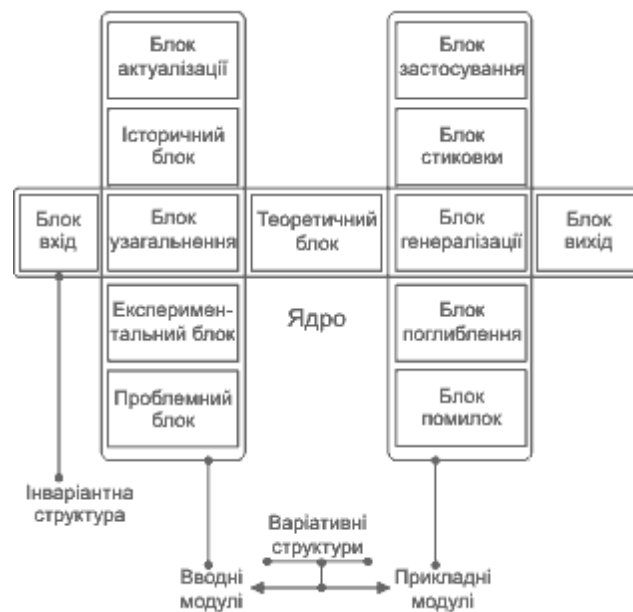 Блок
актуалізації
Блок
застосування
Історичний
блок
Блок
стиковки
Блок
вхід
Блок
узагальнення
Теоретичний
блок
Блок
генералізації
Блок
вихід
Експеримен-
тальний блок
Ядро
Блок
поглиблення
Проблемний
блок
Блок
помилок
Інваріантна
структура
Варіативні
структури
Вводні
модулі
Прикладні
модулі